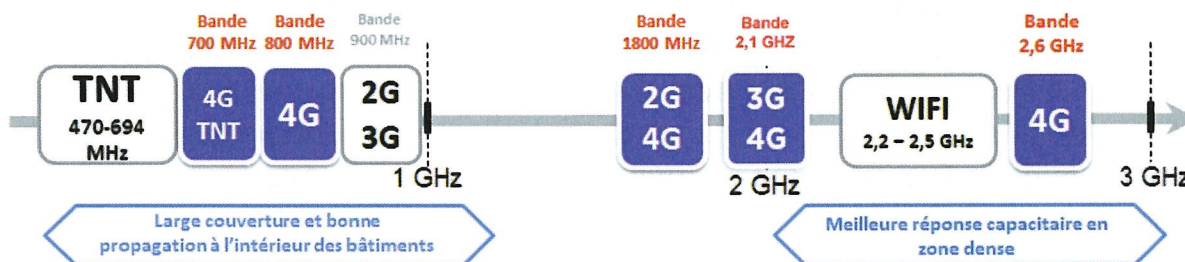 Bande
700 MHz
Bande
800 MHz
Bande
900 MHz
Bande
1800 MHz
Bande
2,1 GHZ
Bande
2,6 GHz
TNT
470-694
MHz
4G
TNT
4G
2G
3G
2G
4G
3G
4G
WIFI
2,2 – 2,5 GHz
4G
1 GHz
2 GHz
3 GHz
Large couverture et bonne
propagation à l'intérieur des bâtiments
Meilleure réponse capacitaire en
zone dense